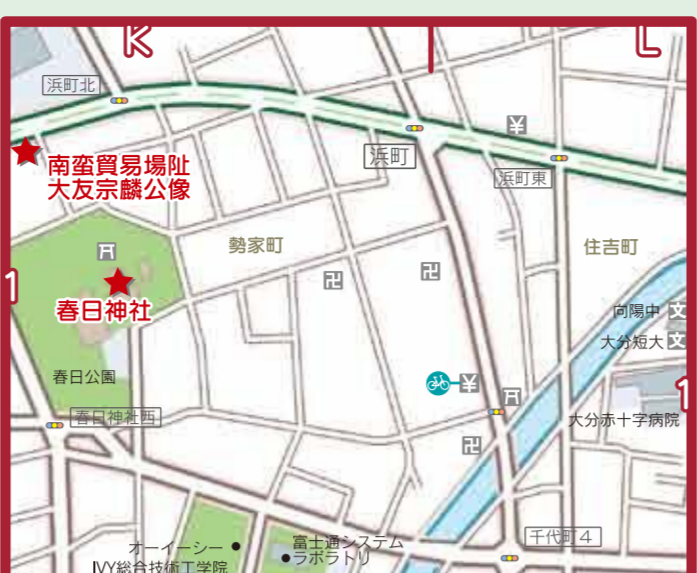 K
L
浜町北
浜町
¥
浜町東
南蛮貿易場趾
大友宗麟公像
勢家町
住吉町
卍
卍
1
春日神社
向陽中 文
大分短大 文
春日公園
¥
1
春日神社西
大分赤十字病院
卍
千代町4
オーイーシー
IVY総合技術工学院
富士通システム
ラボラトリ